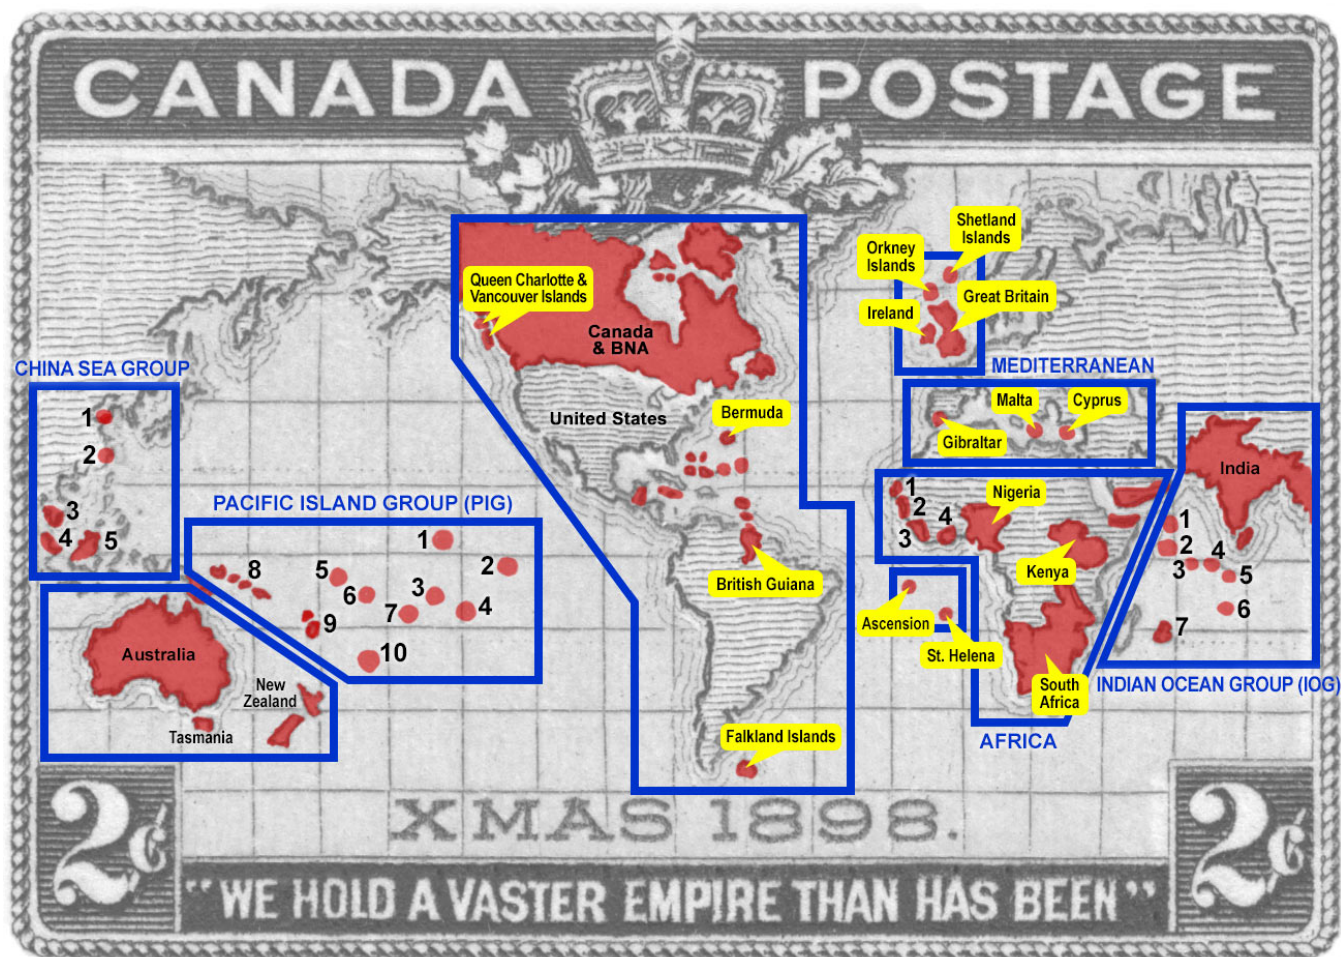 CANADA POSTAGE
Shetland
Islands
Orkney
Islands
Queen Charlotte &
Vancouver Islands
Ireland
Great Britain
Canada
& BNA
CHINA SEA GROUP
MEDITERRANEAN
United States
Bermuda
Malta
Cyprus
Gibraltar
1
2
3
4
5
India
PACIFIC ISLAND GROUP (PIG)
1
2
3
4
5
6
7
8
9
10
British Guiana
1
2
3
4
Nigeria
Kenya
1
2
3
4
5
6
7
Ascension
St. Helena
South
Africa
AFRICA
INDIAN OCEAN GROUP (IOG)
Australia
New
Zealand
Tasmania
Falkland Islands
XMAS 1898.
2¢
2¢
"WE HOLD A VASTER EMPIRE THAN HAS BEEN"